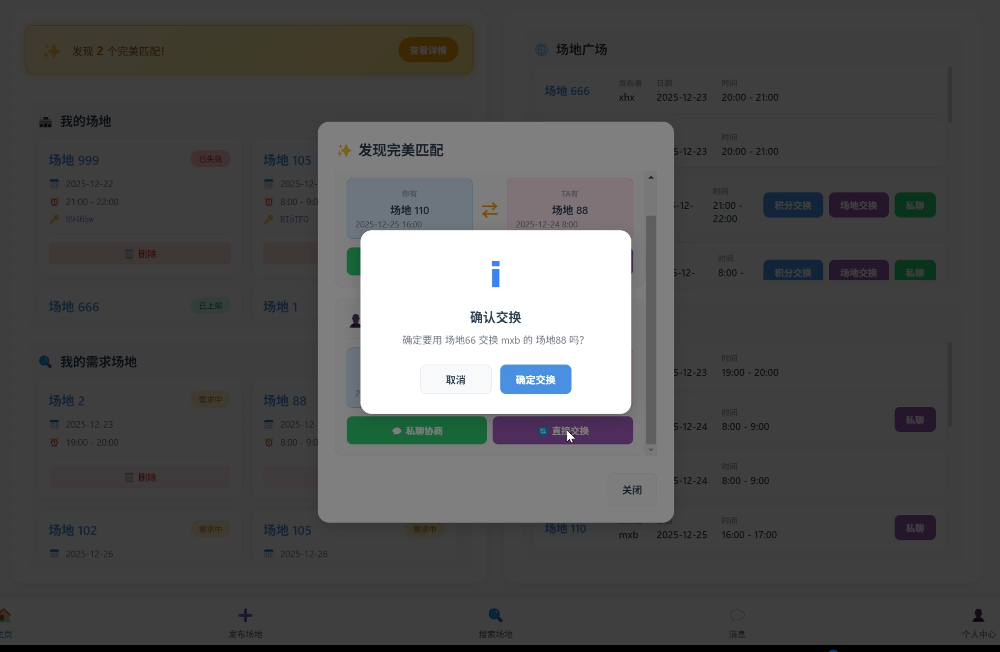 发现 2 个完美匹配！
查看详情
我的场地
场地 999
已失效
2025-12-22
21:00 - 22:00
89465w
删除
场地 105
2025-12-
8:00 - 9:0
HI5TFG
场地 666
已上架
场地 1
我的需求场地
场地 2
需求中
2025-12-23
19:00 - 20:00
删除
场地 88
2025-12-
8:00 - 9:0
场地 102
需求中
2025-12-26
场地 105
需求中
2025-12-26
发现完美匹配
你有
场地 110
2025-12-25 16:00
TA有
场地 88
2025-12-24 8:00
确认交换
确定要用 场地66 交换 mxb 的 场地88 吗？
取消
确定交换
2
私聊协商
直接交换
关闭
场地广场
场地 666
发布者
xhx
日期
2025-12-23
时间
20:00 - 21:00
5-12-23
时间
20:00 - 21:00
-12-
时间
21:00 -
22:00
积分交换
场地交换
私聊
5-12-
时间
8:00 -
积分交换
场地交换
私聊
5-12-23
时间
19:00 - 20:00
5-12-24
时间
8:00 - 9:00
私聊
5-12-24
时间
8:00 - 9:00
场地 110
mxb
2025-12-25
时间
16:00 - 17:00
私聊
主页
发布场地
搜索场地
消息
个人中心